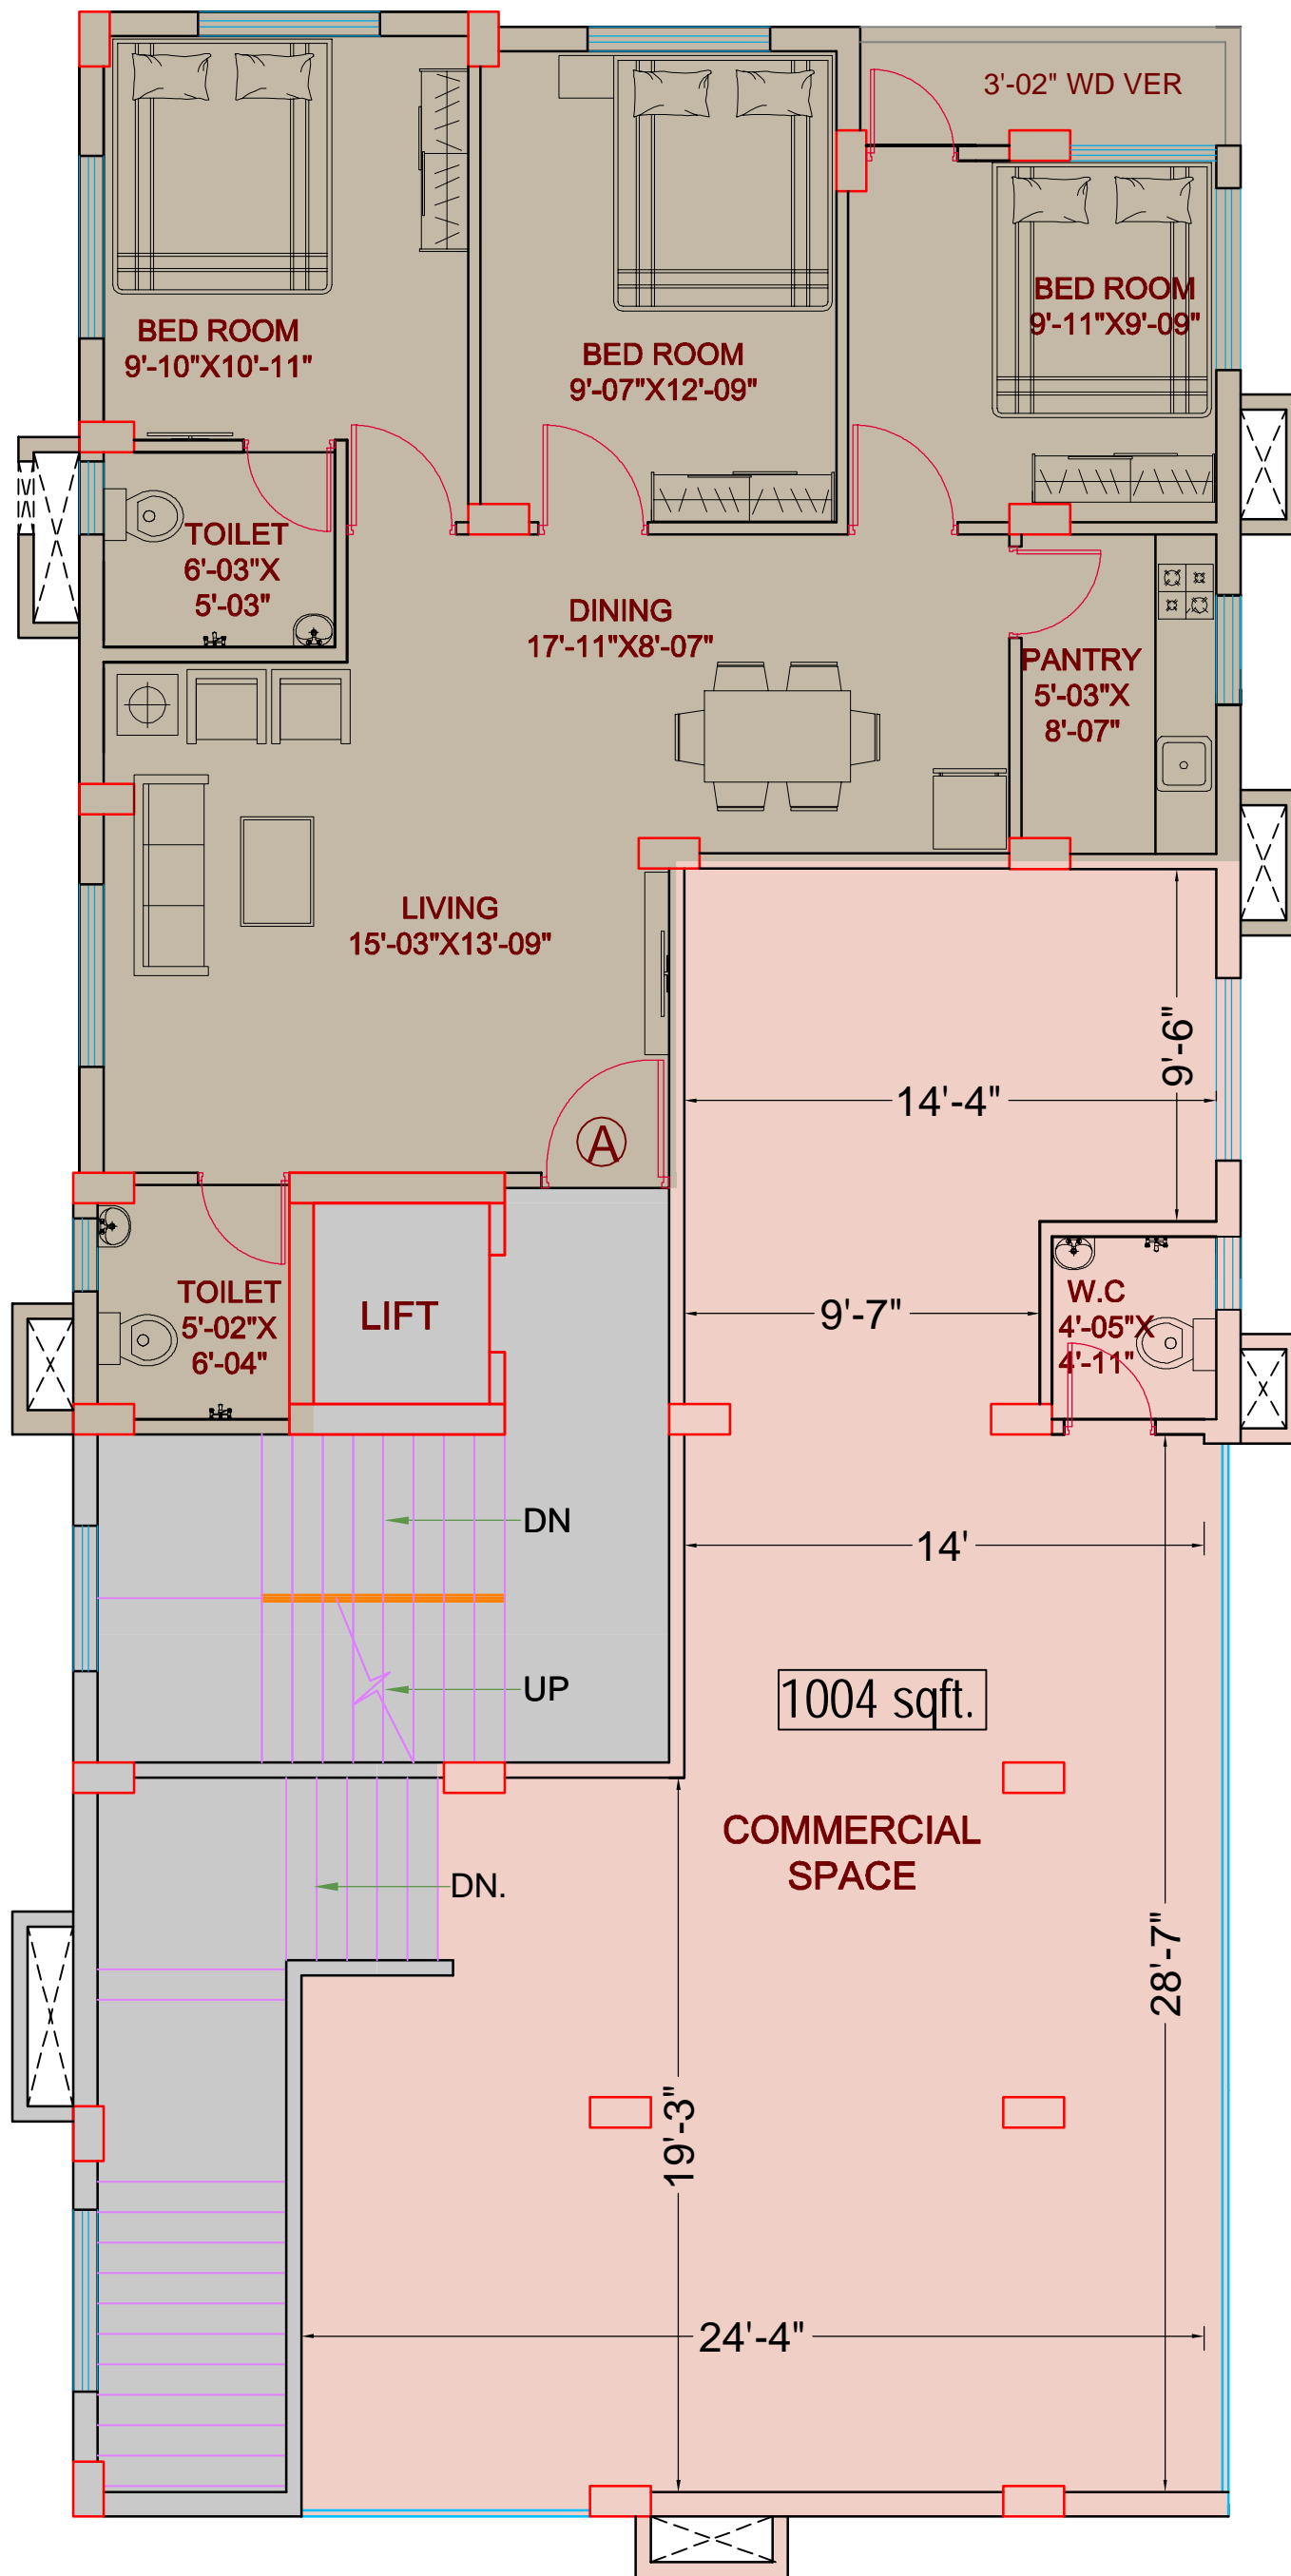 3'-02" WD VER
BED ROOM
9'-10"X10'-11"
BED ROOM
9'-07"X12'-09"
BED ROOM
9'-11"X9'-09"
TOILET
6'-03"X
5'-03"
DINING
17'-11"X8'-07"
PANTRY
5'-03"X
8'-07"
LIVING
15'-03"X13'-09"
9'-6"
14'-4"
A
TOILET
5'-02"X
6'-04"
LIFT
9'-7"
W.C
4'-05"X
4'-11"
DN
14'
UP
1004 sqft.
COMMERCIAL
SPACE
DN.
28'-7"
19'-3"
24'-4"